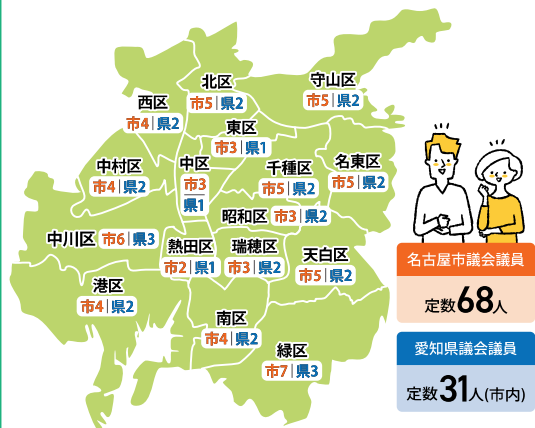 北区
市5|県2
守山区
市5|県2
西区
市4|県2
東区
市3|県1
中村区
市4|県2
中区
市3
県1
千種区
市5|県2
名東区
市5|県2
昭和区 市3|県2
中川区 市6|県3
熱田区
市2|県1
瑞穂区
市3|県2
天白区
市5|県2
港区
市4|県2
南区
市4|県2
緑区
市7|県3
名古屋市議会議員
定数68人
愛知県議会議員
定数31人(市内)